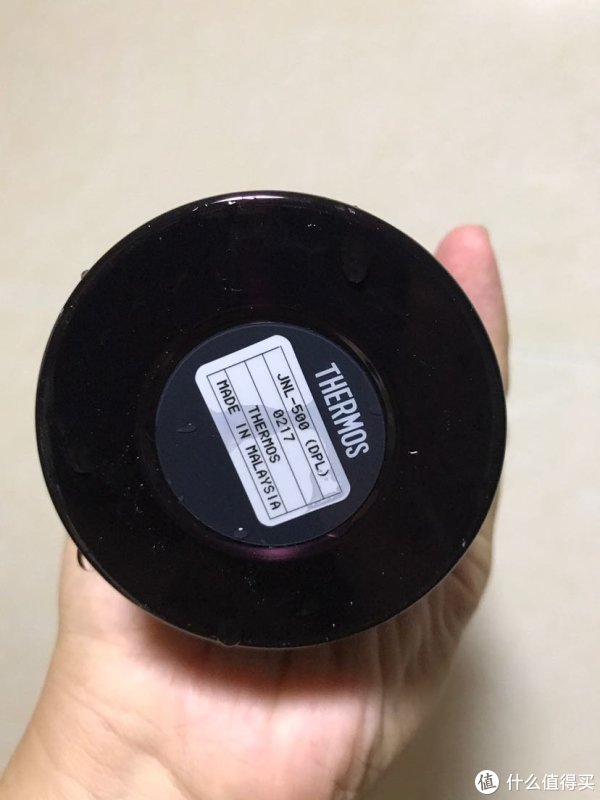 THERMOS
JNL-500 (DPL)
0217
THERMOS
MADE IN MALAYSIA
值 什么值得买